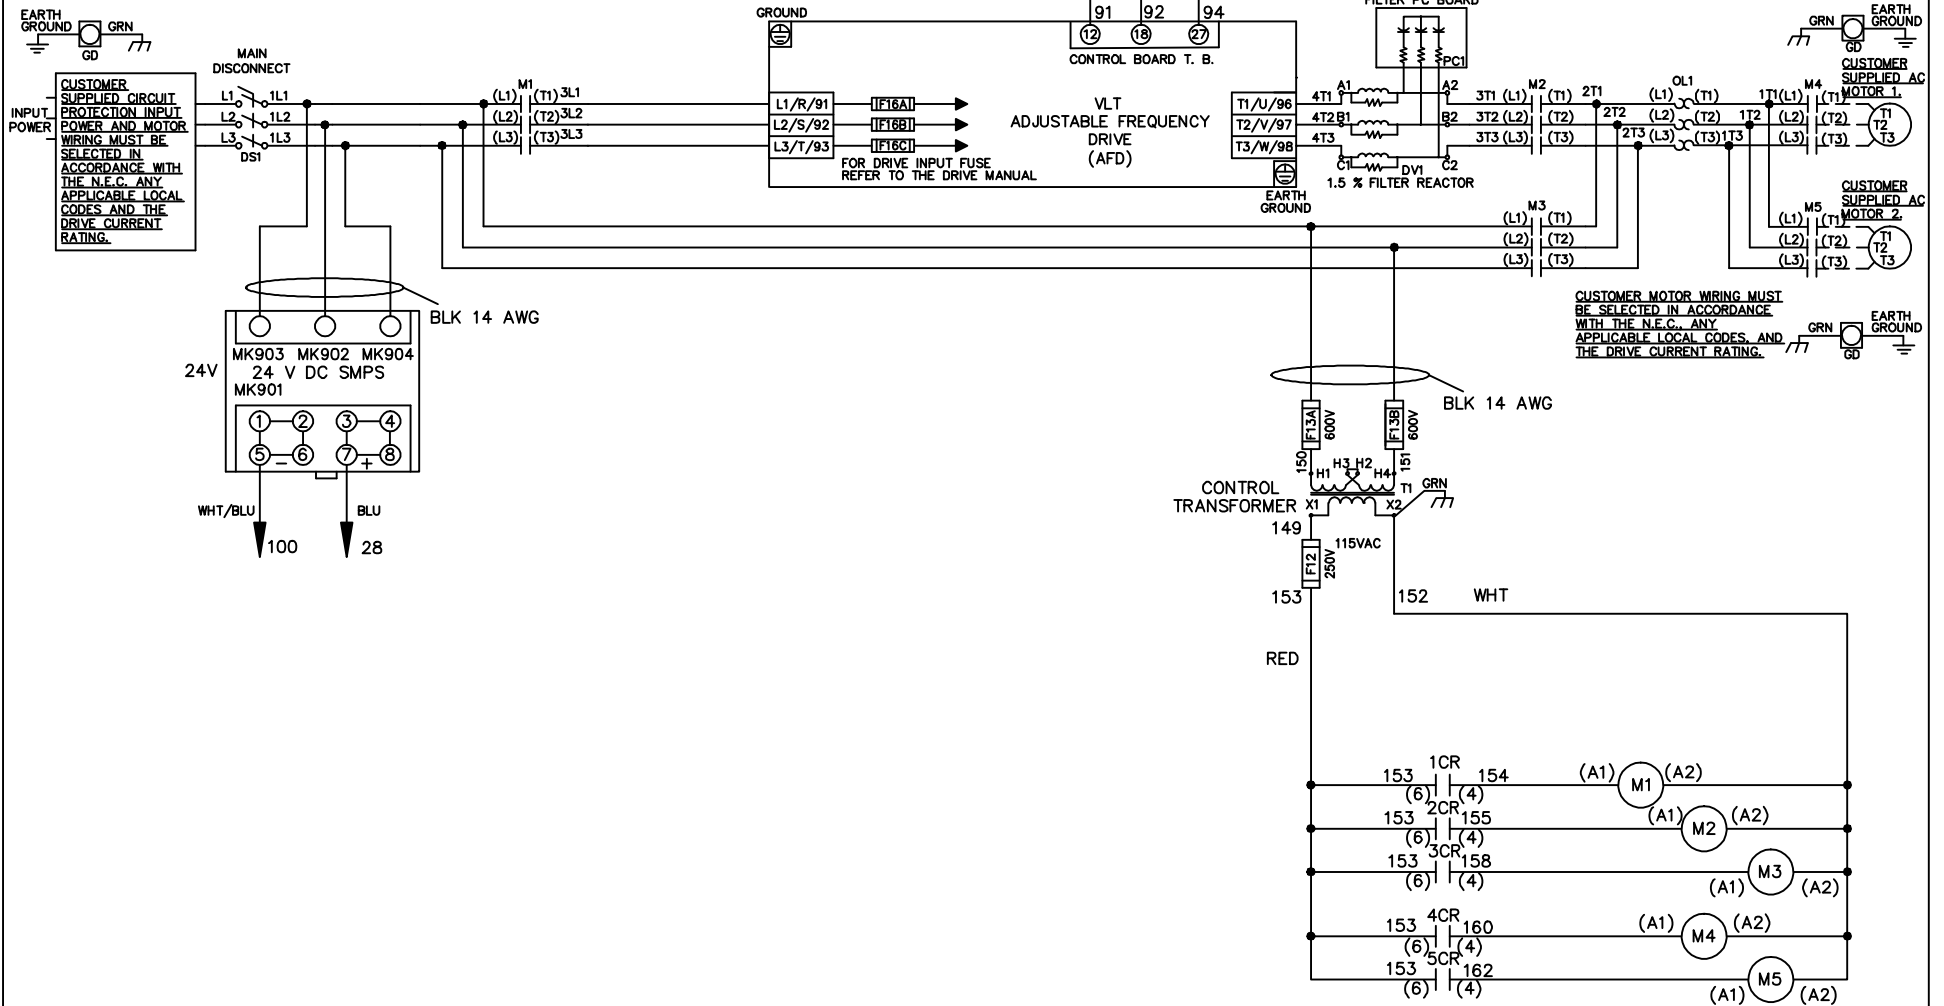 EARTH
GROUND
GRN
GD
MAIN
DISCONNECT
GROUND
91 92 94
12 18 27
CONTROL BOARD T. B.
PC1
GRN
GD
EARTH
GROUND
INPUT
POWER
CUSTOMER
SUPPLIED CIRCUIT
PROTECTION INPUT
POWER AND MOTOR
WIRING MUST BE
SELECTED IN
ACCORDANCE WITH
THE N.E.C. ANY
APPLICABLE LOCAL
CODES AND THE
DRIVE CURRENT
RATING.
L1 1L1
L2 1L2
L3 1L3
DS1
M1
(L1) (T1) 3L1
(L2) (T2) 3L2
(L3) (T3) 3L3
L1/R/91 F16A
L2/S/92 F16B
L3/T/93 F16C
FOR DRIVE INPUT FUSE
REFER TO THE DRIVE MANUAL
VLT
ADJUSTABLE FREQUENCY
DRIVE
(AFD)
T1/U/96
T2/V/97
T3/W/98
EARTH
GROUND
4T1 A1 A2
4T2 B1 B2
4T3 C1 C2
DV1
1.5 % FILTER REACTOR
M2
3T1 (L1) (T1) 2T1
3T2 (L2) (T2) 2T2
3T3 (L3) (T3) 2T3
OL1
(L1) (T1) 1T1
(L2) (T2) 1T2
(L3) (T3) 1T3
M4
(L1) (T1)
(L2) (T2)
(L3) (T3)
CUSTOMER
SUPPLIED AC
MOTOR 1.
T1
T2
T3
M3
(L1) (T1)
(L2) (T2)
(L3) (T3)
M5
(L1) (T1)
(L2) (T2)
(L3) (T3)
CUSTOMER
SUPPLIED AC
MOTOR 2.
T1
T2
T3
CUSTOMER MOTOR WIRING MUST
BE SELECTED IN ACCORDANCE
WITH THE N.E.C., ANY
APPLICABLE LOCAL CODES, AND
THE DRIVE CURRENT RATING.
GRN
GD
EARTH
GROUND
BLK 14 AWG
MK903 MK902 MK904
24V
24 V DC SMPS
MK901
1 2 3 4
5 6 7 8
- +
WHT/BLU BLU
100 28
BLK 14 AWG
F13A 600V F13B 600V
150 151
H1 H3 H2 H4
T1
GRN
CONTROL
TRANSFORMER
X1 X2
149
115VAC
F12 250V
153
152 WHT
RED
1CR
153 154 (A1) M1 (A2)
(6) (4)
2CR
153 155 (A1) M2 (A2)
(6) (4)
3CR
153 158 M3
(6) (4) (A1) (A2)
4CR
153 160 (A1) M4 (A2)
(6) (4)
5CR
153 162 M5
(6) (4) (A1) (A2)